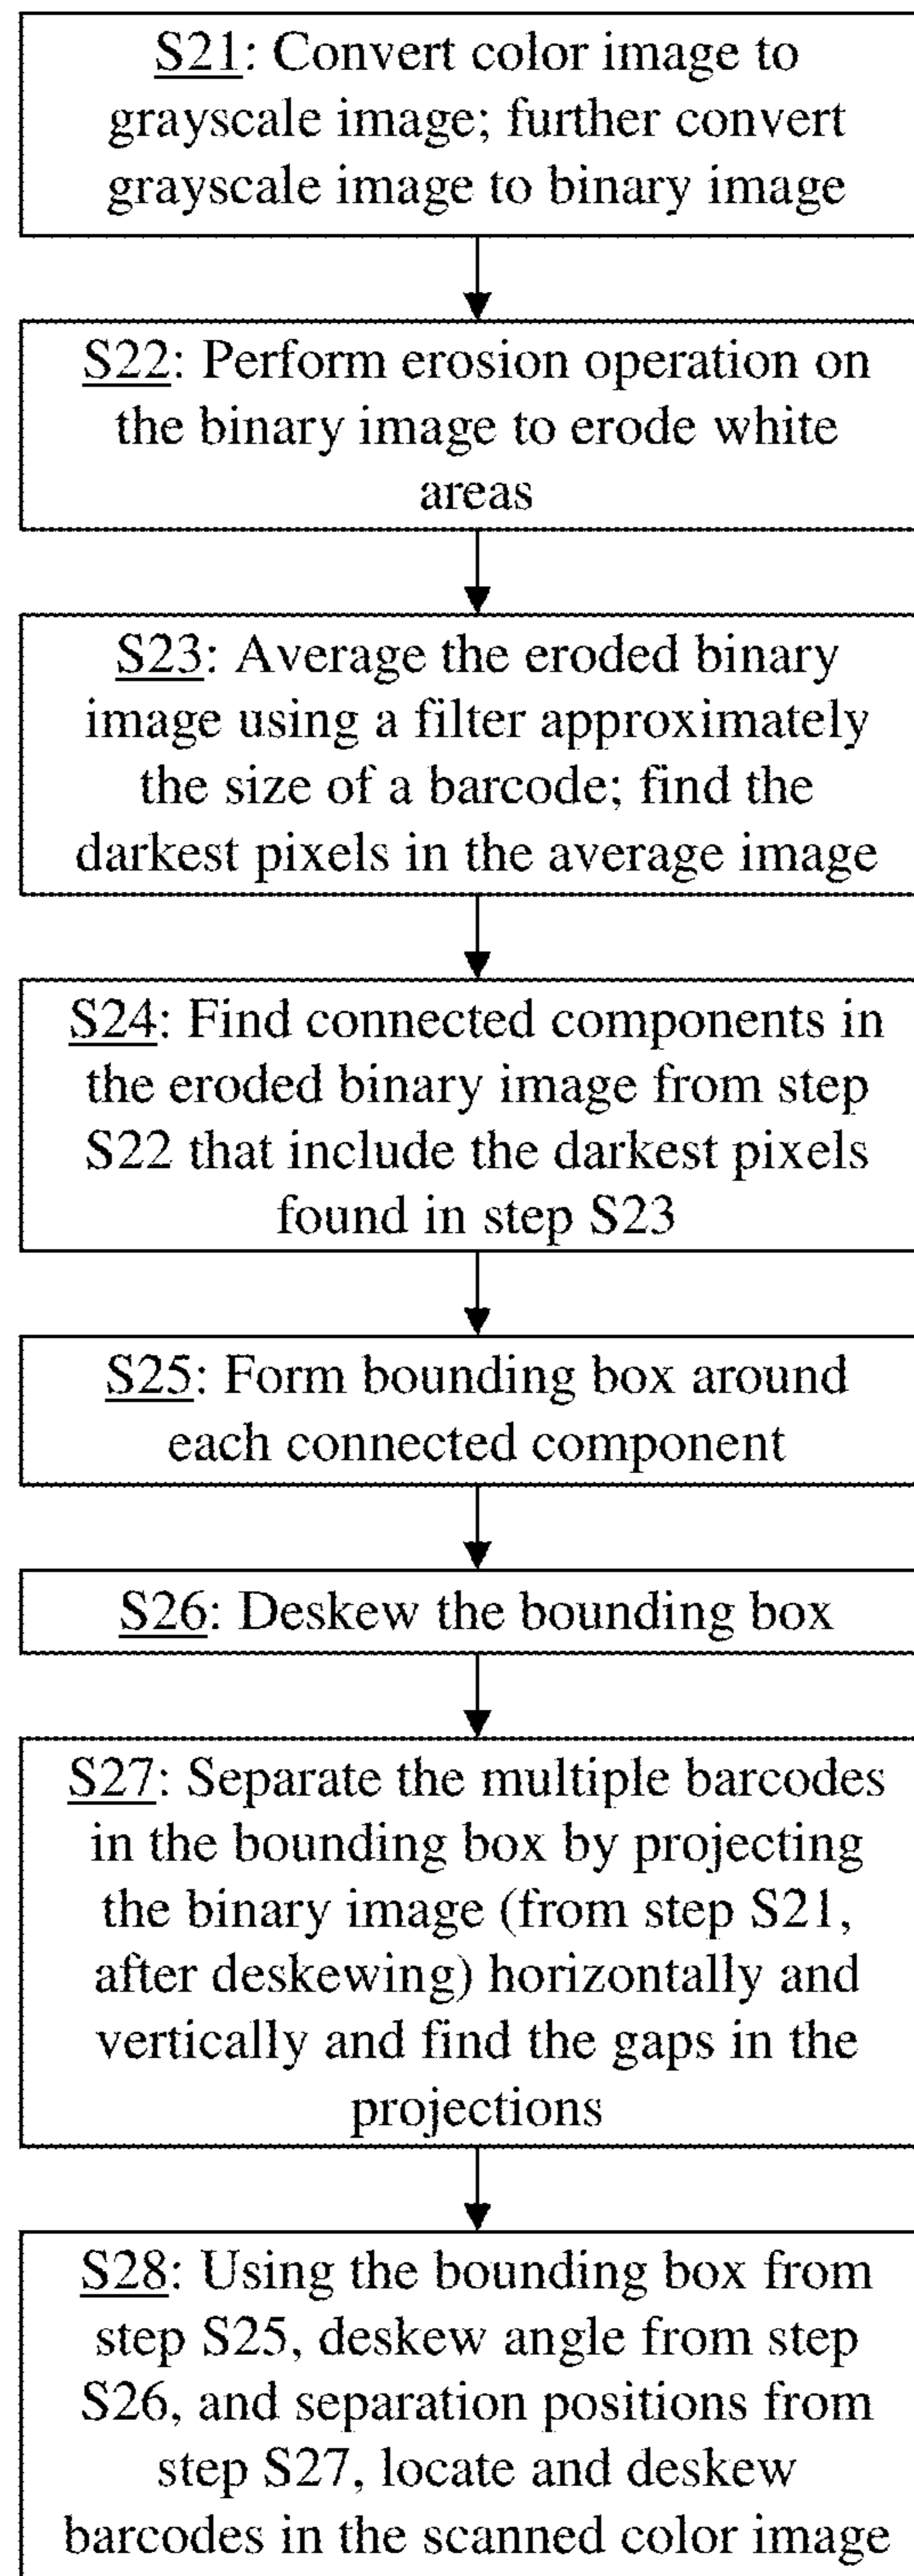 S21: Convert color image to
grayscale image; further convert
grayscale image to binary image
S22: Perform erosion operation on
the binary image to erode white
areas
S23: Average the eroded binary
image using a filter approximately
the size of a barcode; find the
darkest pixels in the average image
S24: Find connected components in
the eroded binary image from step
S22 that include the darkest pixels
found in step S23
S25: Form bounding box around
each connected component
S26: Deskew the bounding box
S27: Separate the multiple barcodes
in the bounding box by projecting
the binary image (from step S21,
after deskewing) horizontally and
vertically and find the gaps in the
projections
S28: Using the bounding box from
step S25, deskew angle from step
S26, and separation positions from
step S27, locate and deskew
barcodes in the scanned color image